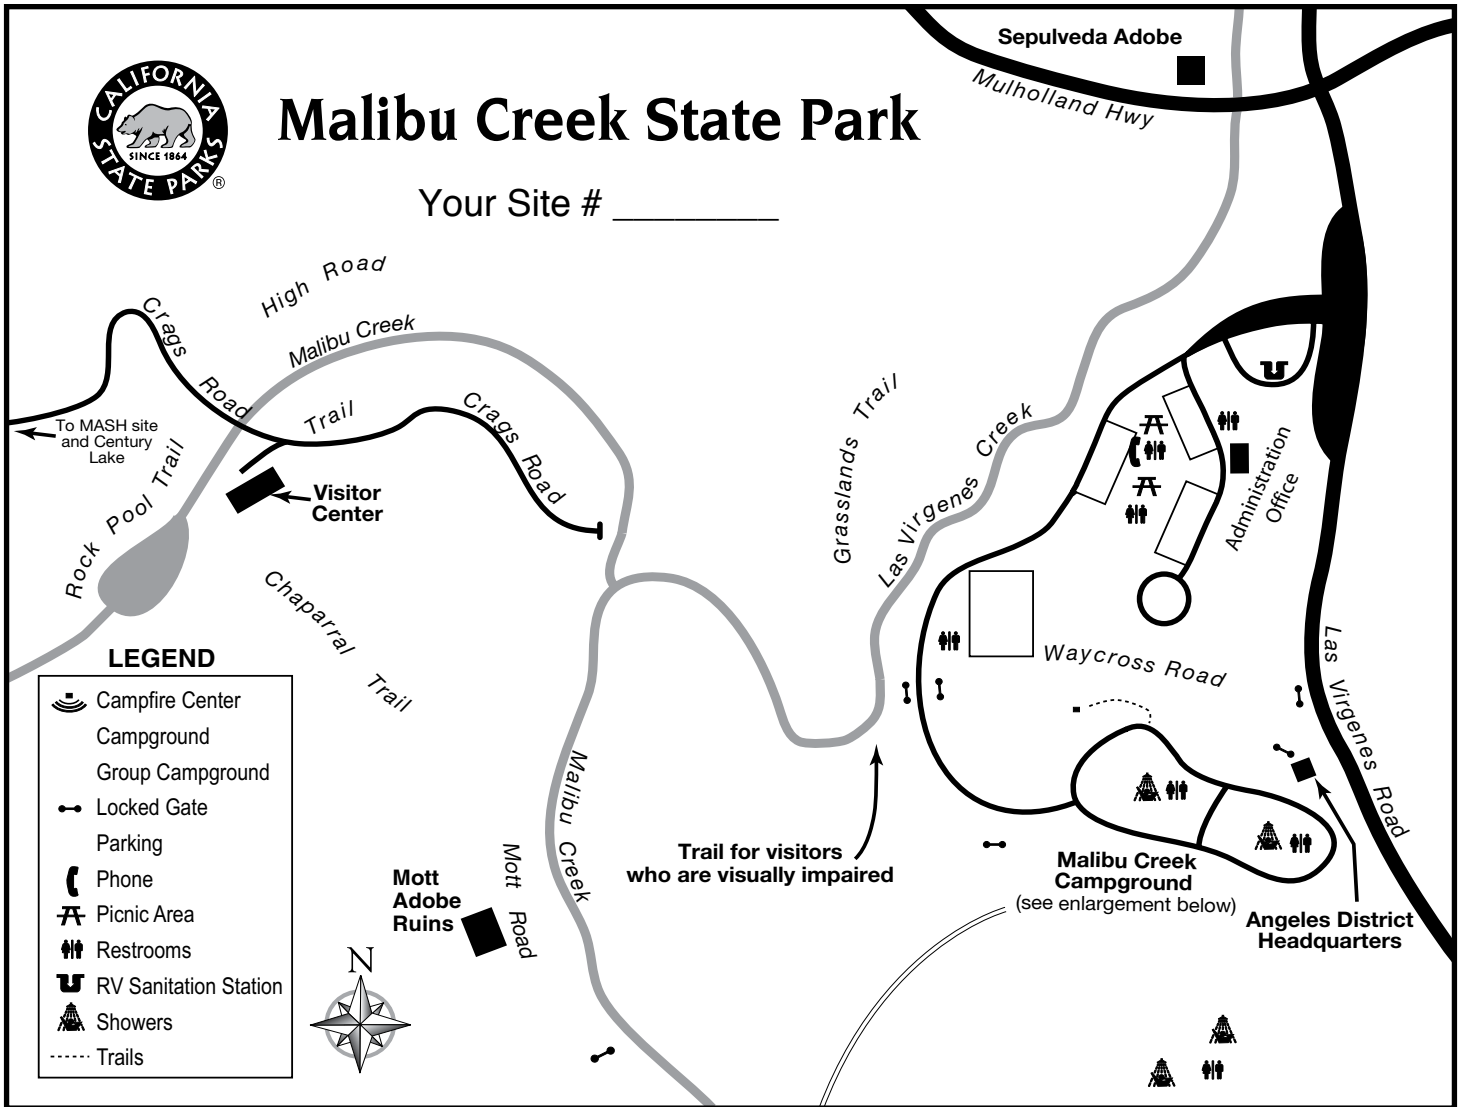 CALIFORNIA
STATE PARKS
SINCE 1864
®
Malibu Creek State Park
Your Site # ________
Sepulveda Adobe
Mulholland Hwy
High Road
Malibu Creek
Crags
Road
Trail
Crags
Road
To MASH site
and Century
Lake
Rock Pool Trail
Visitor
Center
Chaparral Trail
Grasslands Trail
Las Virgenes Creek
Administration
Office
Waycross Road
Las Virgenes Road
LEGEND
Campfire Center
Campground
Group Campground
Locked Gate
Parking
Phone
Picnic Area
Restrooms
RV Sanitation Station
Showers
Trails
Malibu Creek
Mott Road
Mott
Adobe
Ruins
N
Trail for visitors
who are visually impaired
Malibu Creek
Campground
(see enlargement below)
Angeles District
Headquarters